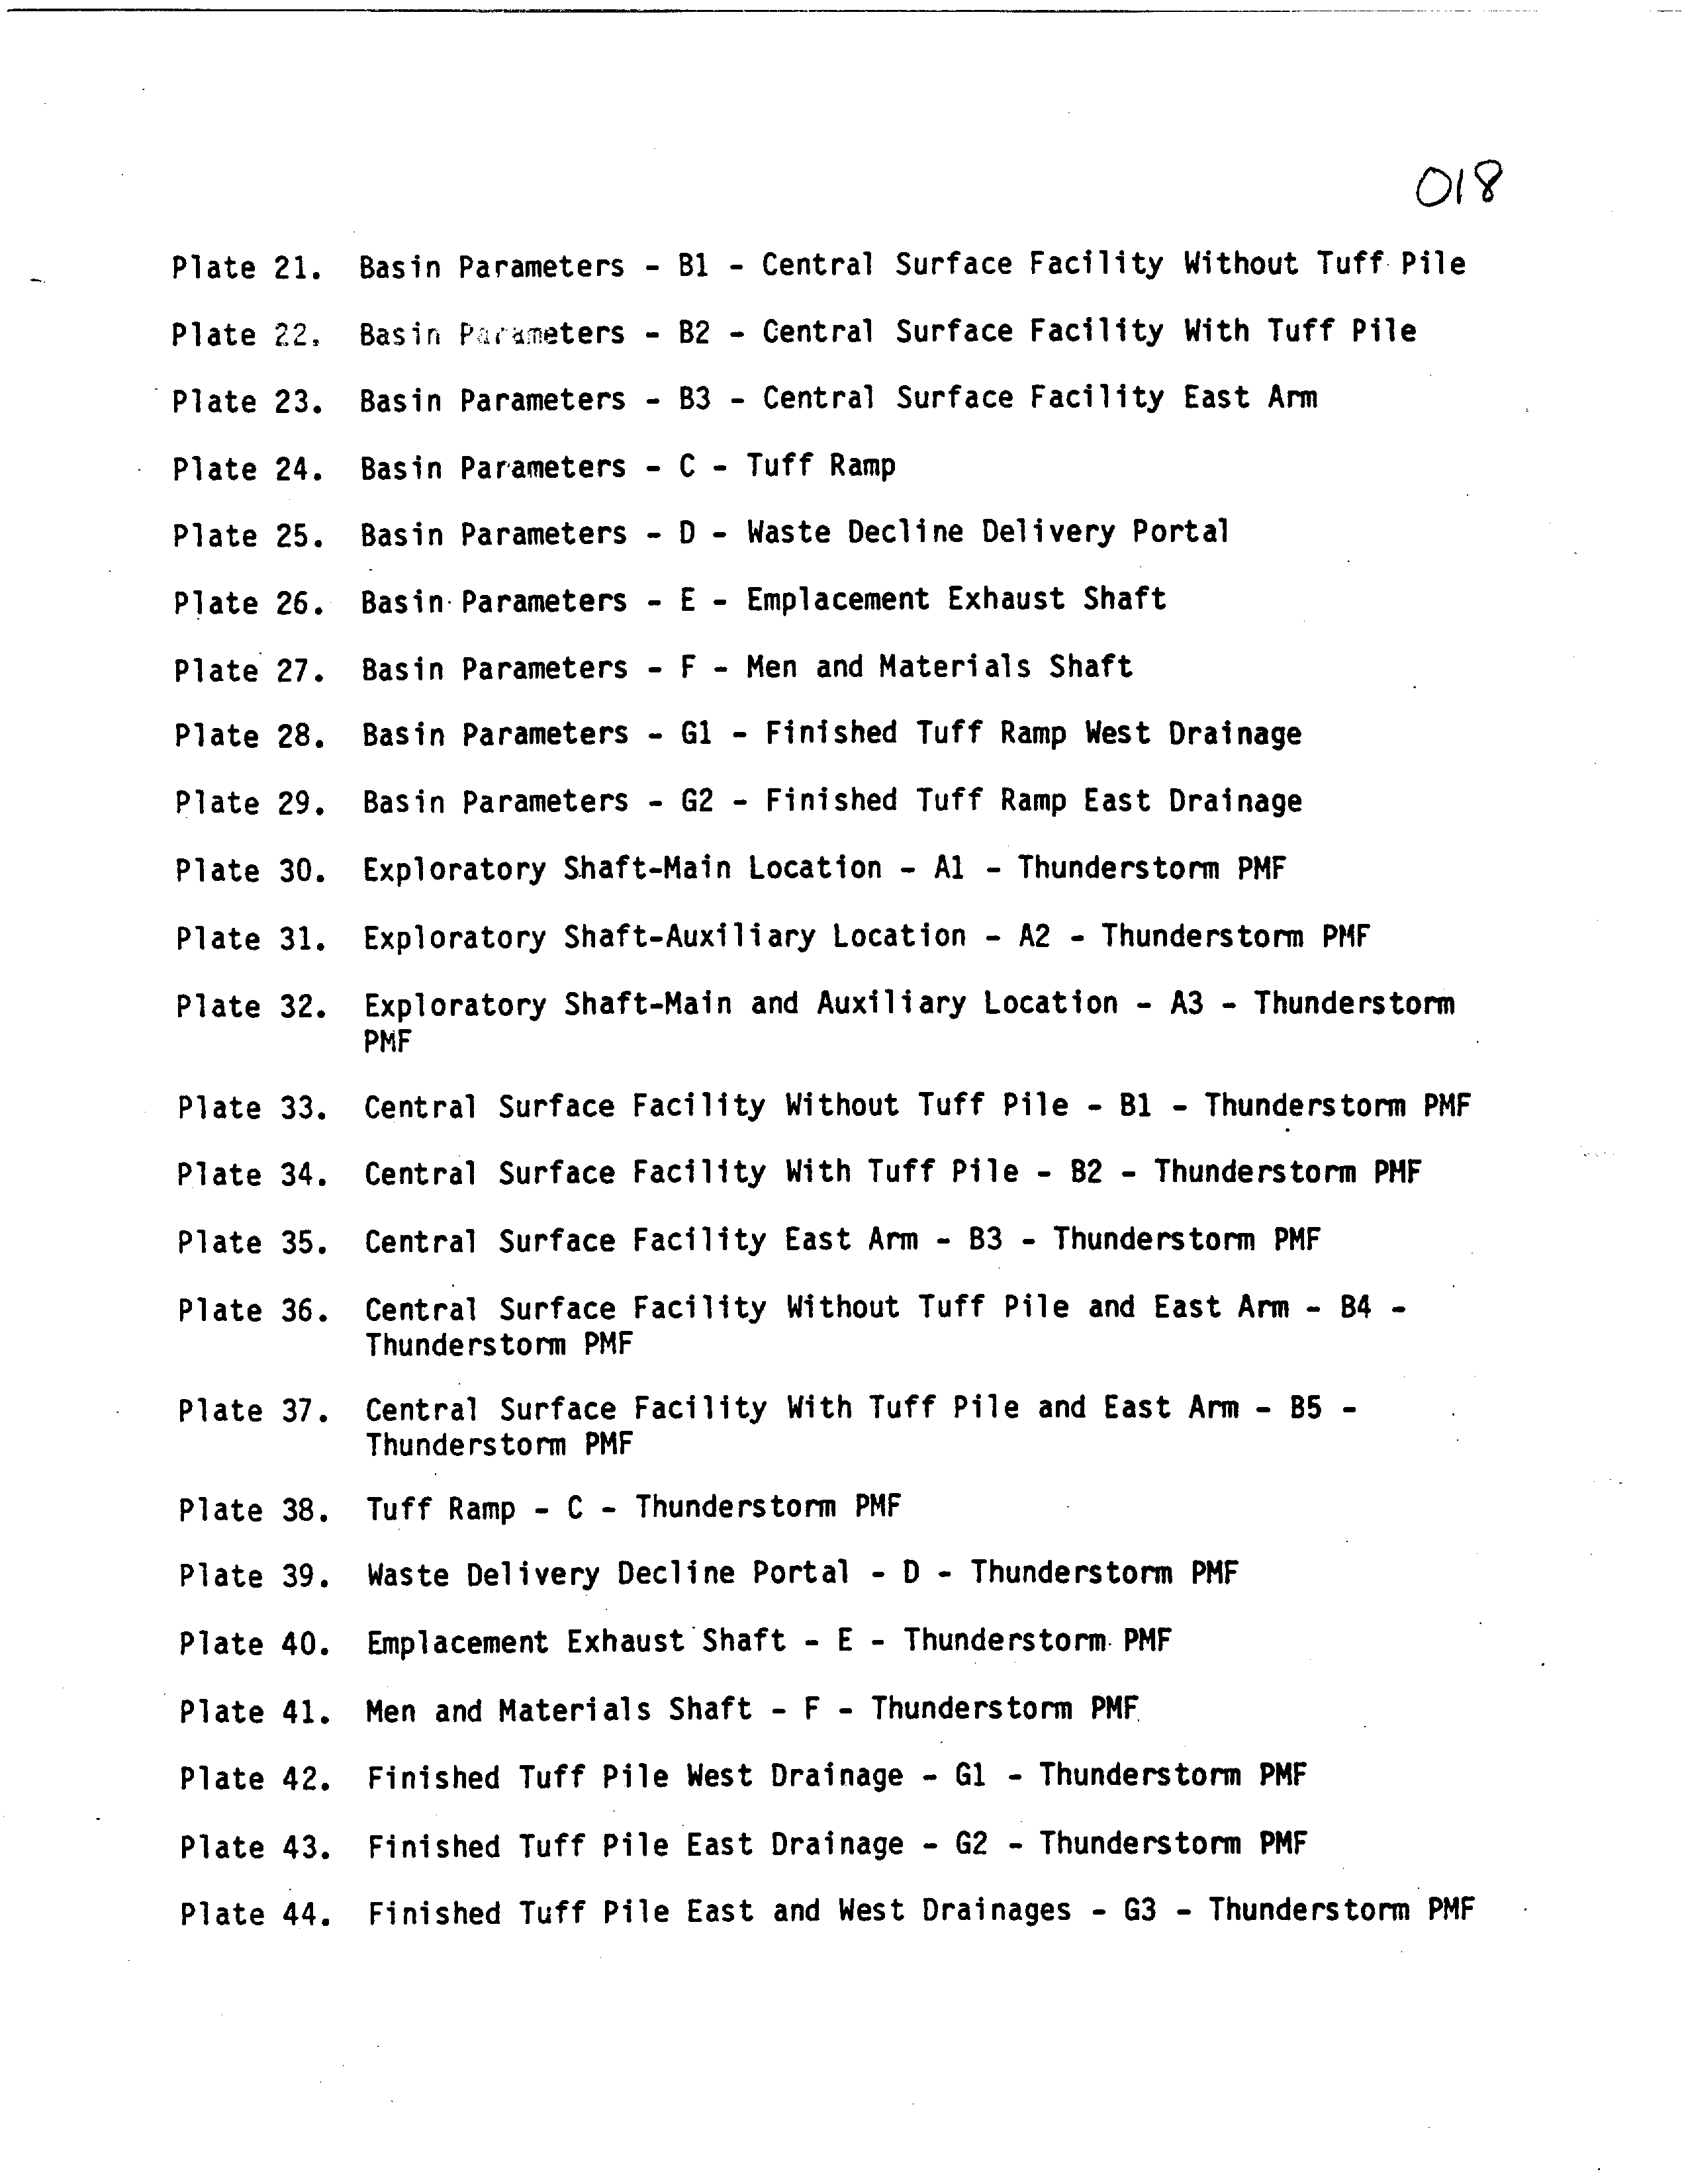 018
Plate 21. Basin Parameters - B1 - Central Surface Facility Without Tuff Pile
Plate 22. Basin Parameters - B2 - Central Surface Facility With Tuff Pile
Plate 23. Basin Parameters - B3 - Central Surface Facility East Arm
Plate 24. Basin Parameters - C - Tuff Ramp
Plate 25. Basin Parameters - D - Waste Decline Delivery Portal
Plate 26. Basin Parameters - E - Emplacement Exhaust Shaft
Plate 27. Basin Parameters - F - Men and Materials Shaft
Plate 28. Basin Parameters - G1 - Finished Tuff Ramp West Drainage
Plate 29. Basin Parameters - G2 - Finished Tuff Ramp East Drainage
Plate 30. Exploratory Shaft-Main Location - A1 - Thunderstorm PMF
Plate 31. Exploratory Shaft-Auxiliary Location - A2 - Thunderstorm PMF
Plate 32. Exploratory Shaft-Main and Auxiliary Location - A3 - Thunderstorm
PMF
Plate 33. Central Surface Facility Without Tuff Pile - B1 - Thunderstorm PMF
Plate 34. Central Surface Facility With Tuff Pile - B2 - Thunderstorm PMF
Plate 35. Central Surface Facility East Arm - B3 - Thunderstorm PMF
Plate 36. Central Surface Facility Without Tuff Pile and East Arm - B4 -
Thunderstorm PMF
Plate 37. Central Surface Facility With Tuff Pile and East Arm - B5 -
Thunderstorm PMF
Plate 38. Tuff Ramp - C - Thunderstorm PMF
Plate 39. Waste Delivery Decline Portal - D - Thunderstorm PMF
Plate 40. Emplacement Exhaust Shaft - E - Thunderstorm PMF
Plate 41. Men and Materials Shaft - F - Thunderstorm PMF
Plate 42. Finished Tuff Pile West Drainage - G1 - Thunderstorm PMF
Plate 43. Finished Tuff Pile East Drainage - G2 - Thunderstorm PMF
Plate 44. Finished Tuff Pile East and West Drainages - G3 - Thunderstorm PMF